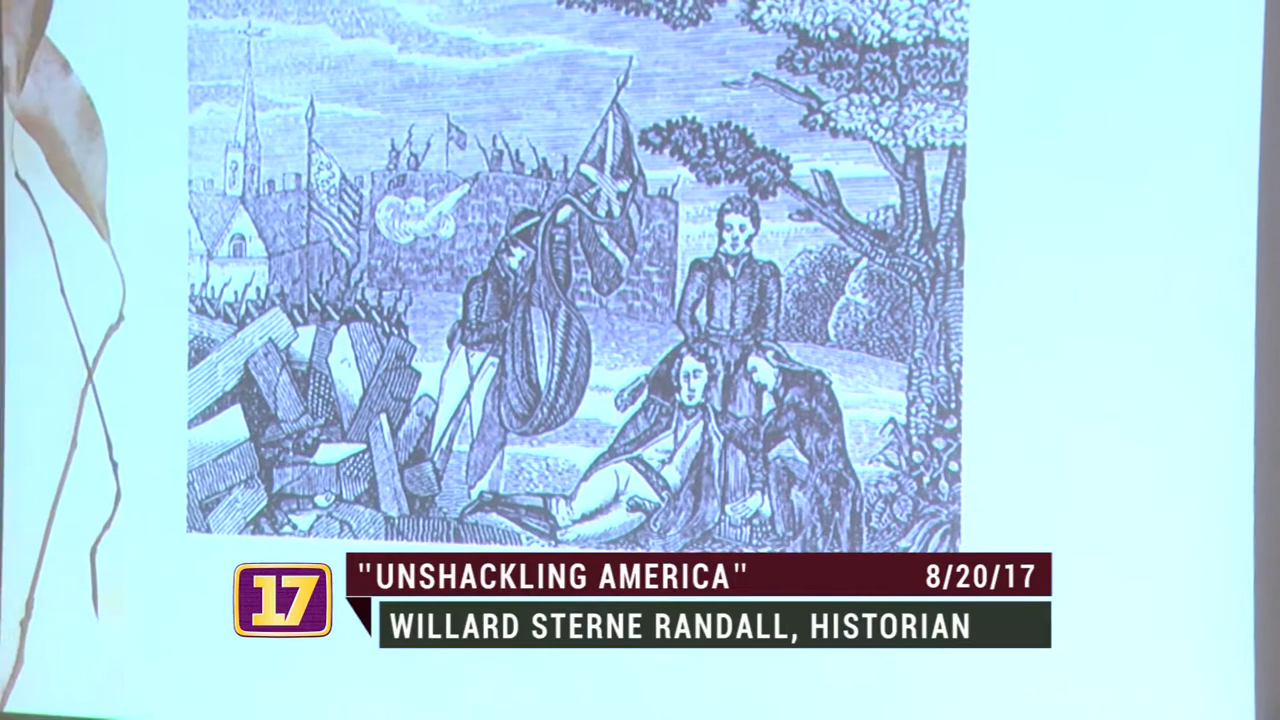 17
"UNSHACKLING AMERICA" 8/20/17
WILLARD STERNE RANDALL, HISTORIAN